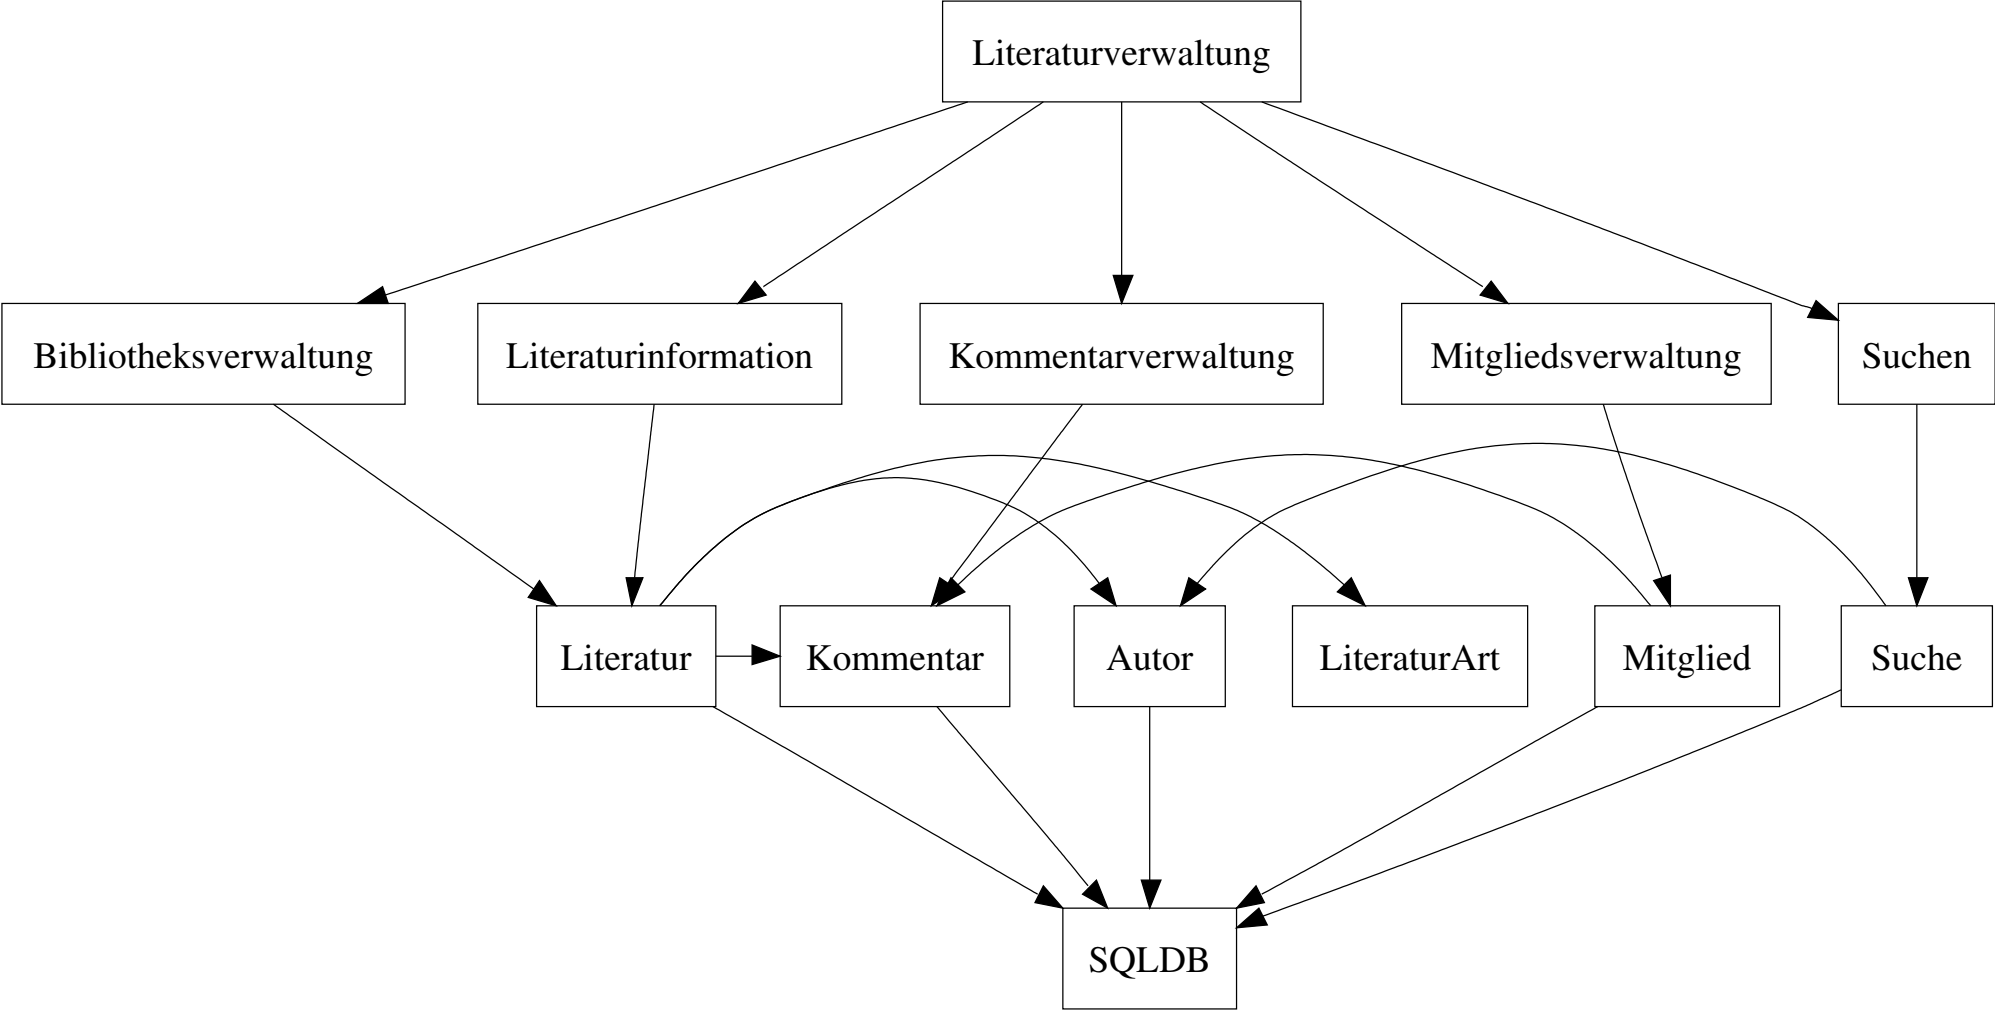 Literaturverwaltung
Bibliotheksverwaltung
Literaturinformation
Kommentarverwaltung
Mitgliedsverwaltung
Suchen
Literatur
Kommentar
Autor
LiteraturArt
Mitglied
Suche
SQLDB